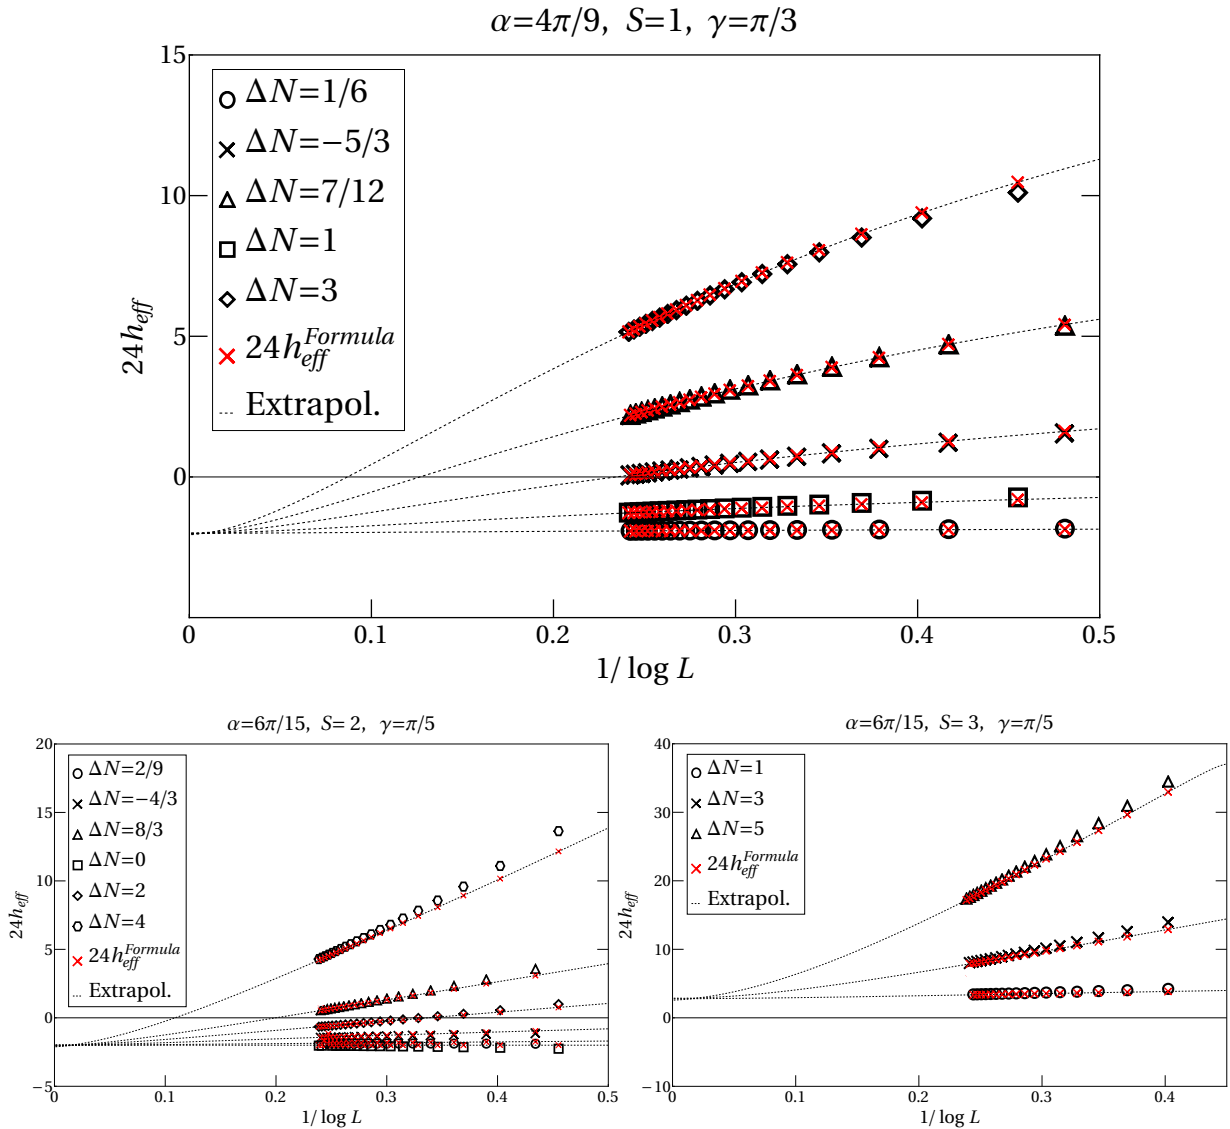 α=4π/9, S=1, γ=π/3
15
10
5
0
24h_eff
ΔN=1/6
ΔN=−5/3
ΔN=7/12
ΔN=1
ΔN=3
24h_eff^Formula
Extrapol.
0 0.1 0.2 0.3 0.4 0.5
1/ log L
α=6π/15, S= 2, γ=π/5
20
15
10
5
0
−5
24h_eff
ΔN=2/9
ΔN=−4/3
ΔN=8/3
ΔN=0
ΔN=2
ΔN=4
24h_eff^Formula
Extrapol.
0 0.1 0.2 0.3 0.4 0.5
1/ log L
α=6π/15, S= 3, γ=π/5
40
30
20
10
0
−10
24h_eff
ΔN=1
ΔN=3
ΔN=5
24h_eff^Formula
Extrapol.
0 0.1 0.2 0.3 0.4
1/ log L